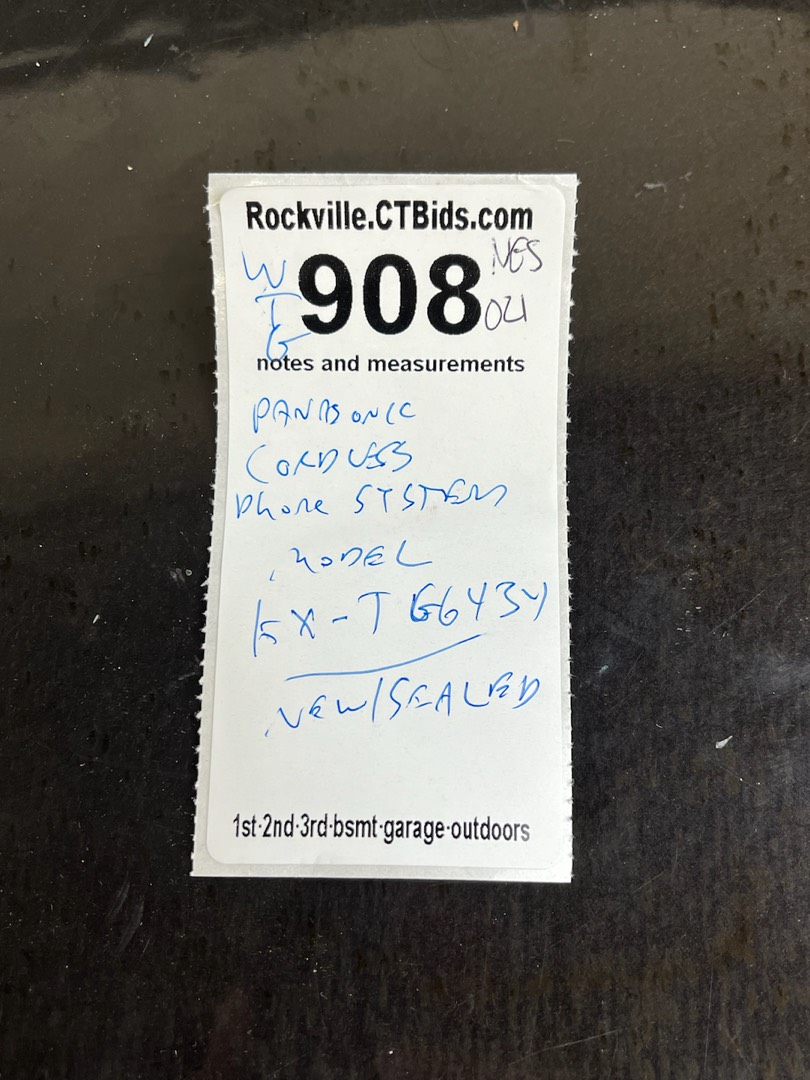 Rockville.CTBids.com
W
T
G
908
NES
021
notes and measurements
PANASONIC
CORDLESS
Phone SYSTEM
MODEL
KX-TG6434
NEW/SEALED
1st·2nd·3rd·bsmt·garage·outdoors